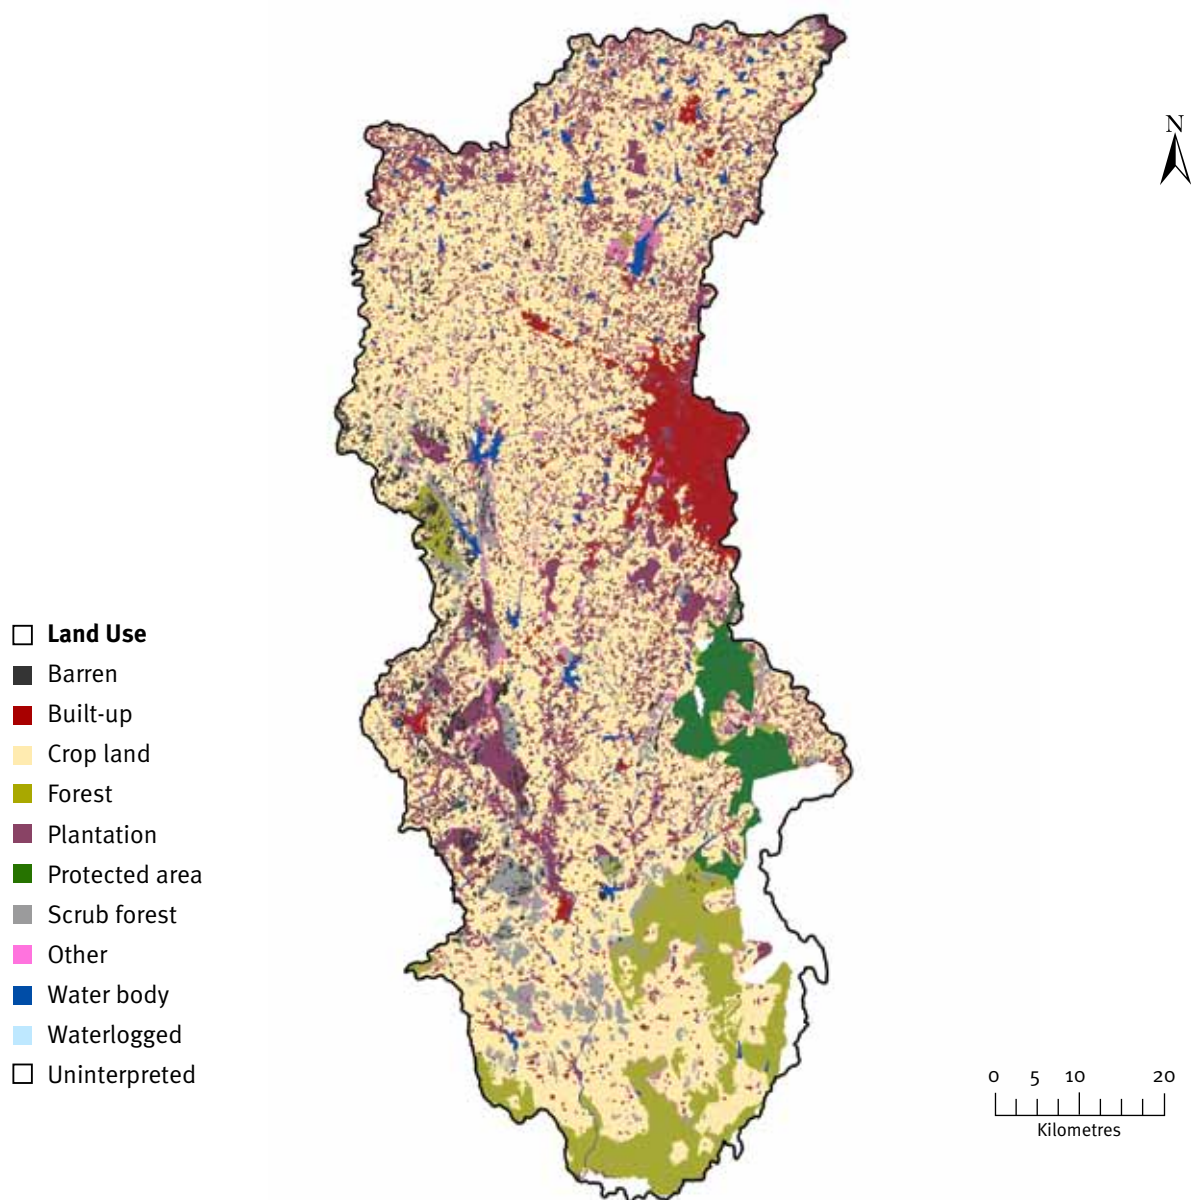 N
Land Use
Barren
Built-up
Crop land
Forest
Plantation
Protected area
Scrub forest
Other
Water body
Waterlogged
Uninterpreted
0 5 10 20
Kilometres